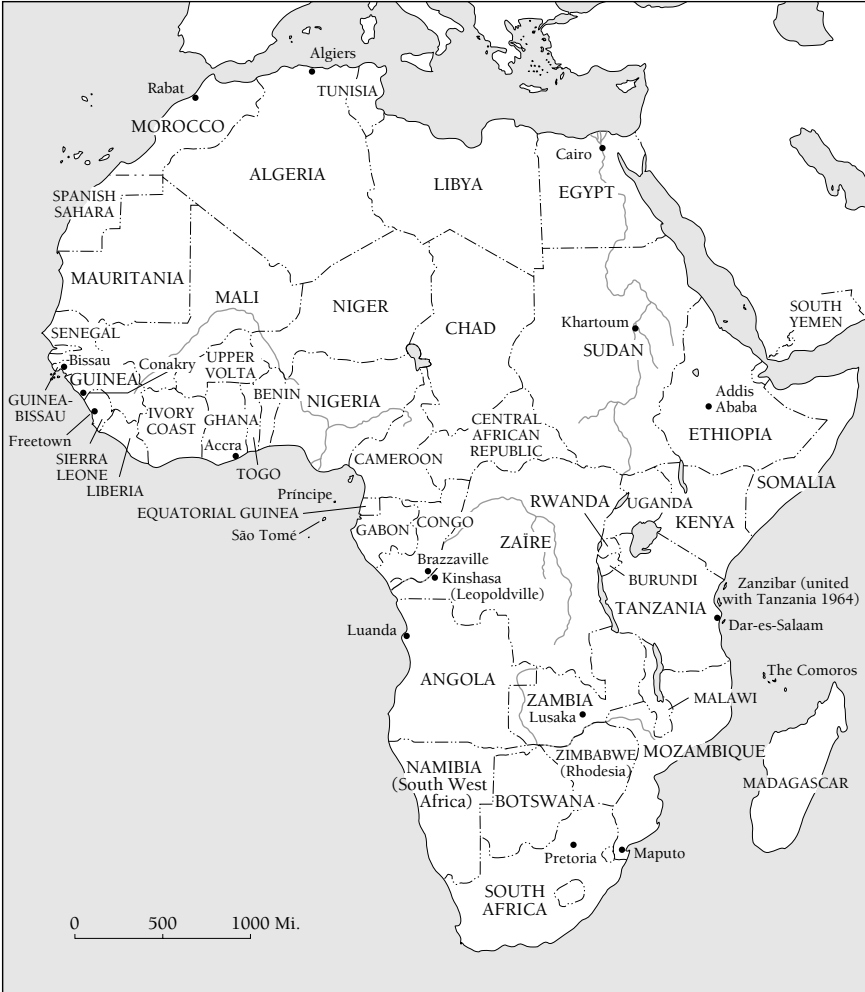 Algiers
Rabat
TUNISIA
MOROCCO
Cairo
ALGERIA
LIBYA
EGYPT
SPANISH
SAHARA
MAURITANIA
MALI
NIGER
CHAD
SOUTH
YEMEN
Khartoum
SUDAN
SENEGAL
Bissau
Conakry
GUINEA
UPPER
VOLTA
BENIN
NIGERIA
Addis
Ababa
GUINEA-
BISSAU
IVORY
COAST
GHANA
CENTRAL
AFRICAN
REPUBLIC
ETHIOPIA
Freetown
Accra
SIERRA
LEONE
LIBERIA
TOGO
CAMEROON
SOMALIA
Príncipe
EQUATORIAL GUINEA
RWANDA
UGANDA
KENYA
São Tomé
GABON
CONGO
ZAÏRE
Brazzaville
Kinshasa
(Leopoldville)
BURUNDI
Zanzibar (united
with Tanzania 1964)
TANZANIA
Dar-es-Salaam
Luanda
The Comoros
ANGOLA
ZAMBIA
Lusaka
MALAWI
MOZAMBIQUE
ZIMBABWE
(Rhodesia)
NAMIBIA
(South West
Africa)
BOTSWANA
MADAGASCAR
Pretoria
Maputo
SOUTH
AFRICA
0 500 1000 Mi.